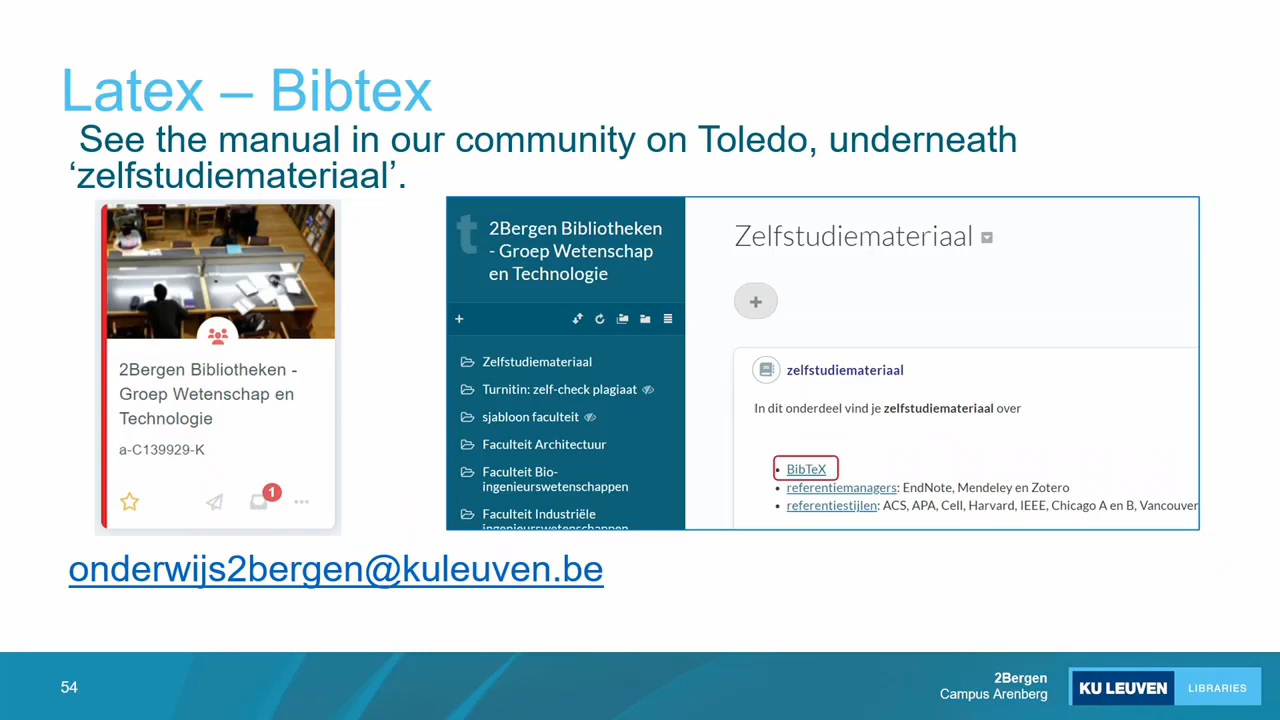 Latex – Bibtex
See the manual in our community on Toledo, underneath
‘zelfstudiemateriaal’.
2Bergen Bibliotheken -
Groep Wetenschap en
Technologie
a-C139929-K
1
t
2Bergen Bibliotheken
- Groep Wetenschap
en Technologie
Zelfstudiemateriaal
Turnitin: zelf-check plagiaat
sjabloon faculteit
Faculteit Architectuur
Faculteit Bio-
ingenieurswetenschappen
Faculteit Industriële
ingenieurswetenschappen
Zelfstudiemateriaal
zelfstudiemateriaal
In dit onderdeel vind je zelfstudiemateriaal over
• BibTeX
• referentiemanagers: EndNote, Mendeley en Zotero
• referentiestijlen: ACS, APA, Cell, Harvard, IEEE, Chicago A en B, Vancouver
onderwijs2bergen@kuleuven.be
54
2Bergen
Campus Arenberg
KU LEUVEN LIBRARIES